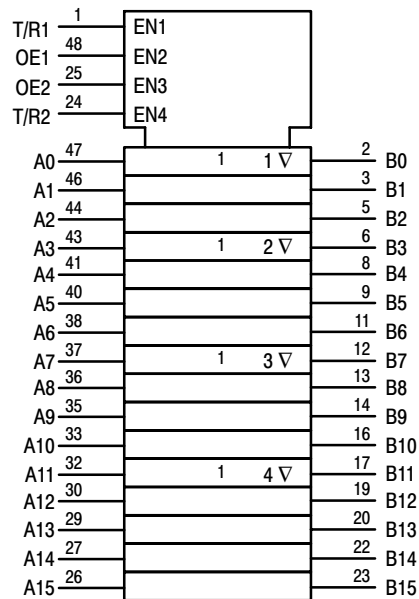 T/R1 1 EN1
OE1 48 EN2
OE2 25 EN3
T/R2 24 EN4
A0 47 1 1 ∇ 2 B0
A1 46 3 B1
A2 44 5 B2
A3 43 1 2 ∇ 6 B3
A4 41 8 B4
A5 40 9 B5
A6 38 11 B6
A7 37 1 3 ∇ 12 B7
A8 36 13 B8
A9 35 14 B9
A10 33 16 B10
A11 32 1 4 ∇ 17 B11
A12 30 19 B12
A13 29 20 B13
A14 27 22 B14
A15 26 23 B15